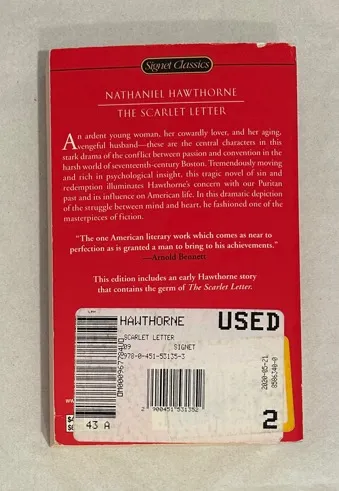 Signet Classics
NATHANIEL HAWTHORNE
THE SCARLET LETTER
An ardent young woman, her cowardly lover, and her aging,
vengeful husband—these are the central characters in this
stark drama of the conflict between passion and convention in the
harsh world of seventeenth-century Boston. Tremendously moving
and rich in psychological insight, this tragic novel of sin and
redemption illuminates Hawthorne's concern with our Puritan
past and its influence on American life. In this dramatic depiction
of the struggle between mind and heart, he fashioned one of the
masterpieces of fiction.
"The one American literary work which comes as near to
perfection as is granted a man to bring to his achievements."
—Arnold Bennett
This edition includes an early Hawthorne story
that contains the germ of The Scarlet Letter.
HAWTHORNE
USED
SCARLET LETTER
09 SIGNET
978-0-451-53135-3
2020-05-21
2 900451 531352
43 A
2